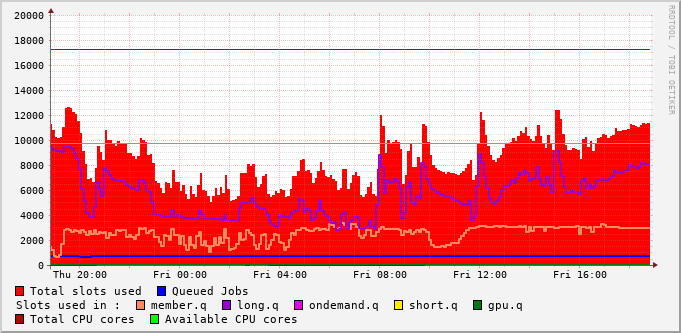 20000
18000
16000
14000
12000
10000
8000
6000
4000
2000
0
Thu 20:00 Fri 00:00 Fri 04:00 Fri 08:00 Fri 12:00 Fri 16:00
RRDTOOL / TOBI OETIKER
Total slots used Queued Jobs
Slots used in : member.q long.q ondemand.q short.q gpu.q
Total CPU cores Available CPU cores